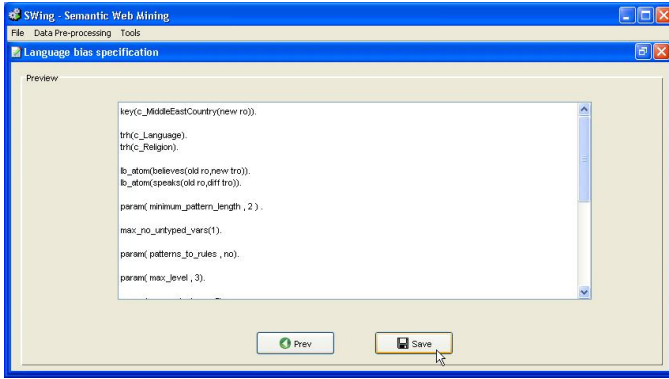 SWing - Semantic Web Mining
File Data Pre-processing Tools
Language bias specification
Preview
key(c_MiddleEastCountry(new ro)).
trh(c_Language).
trh(c_Religion).
lb_atom(believes(old ro,new tro)).
lb_atom(speaks(old ro,diff tro)).
param( minimum_pattern_length , 2 ) .
max_no_untyped_vars(1).
param( patterns_to_rules , no).
param( max_level , 3).
Prev
Save